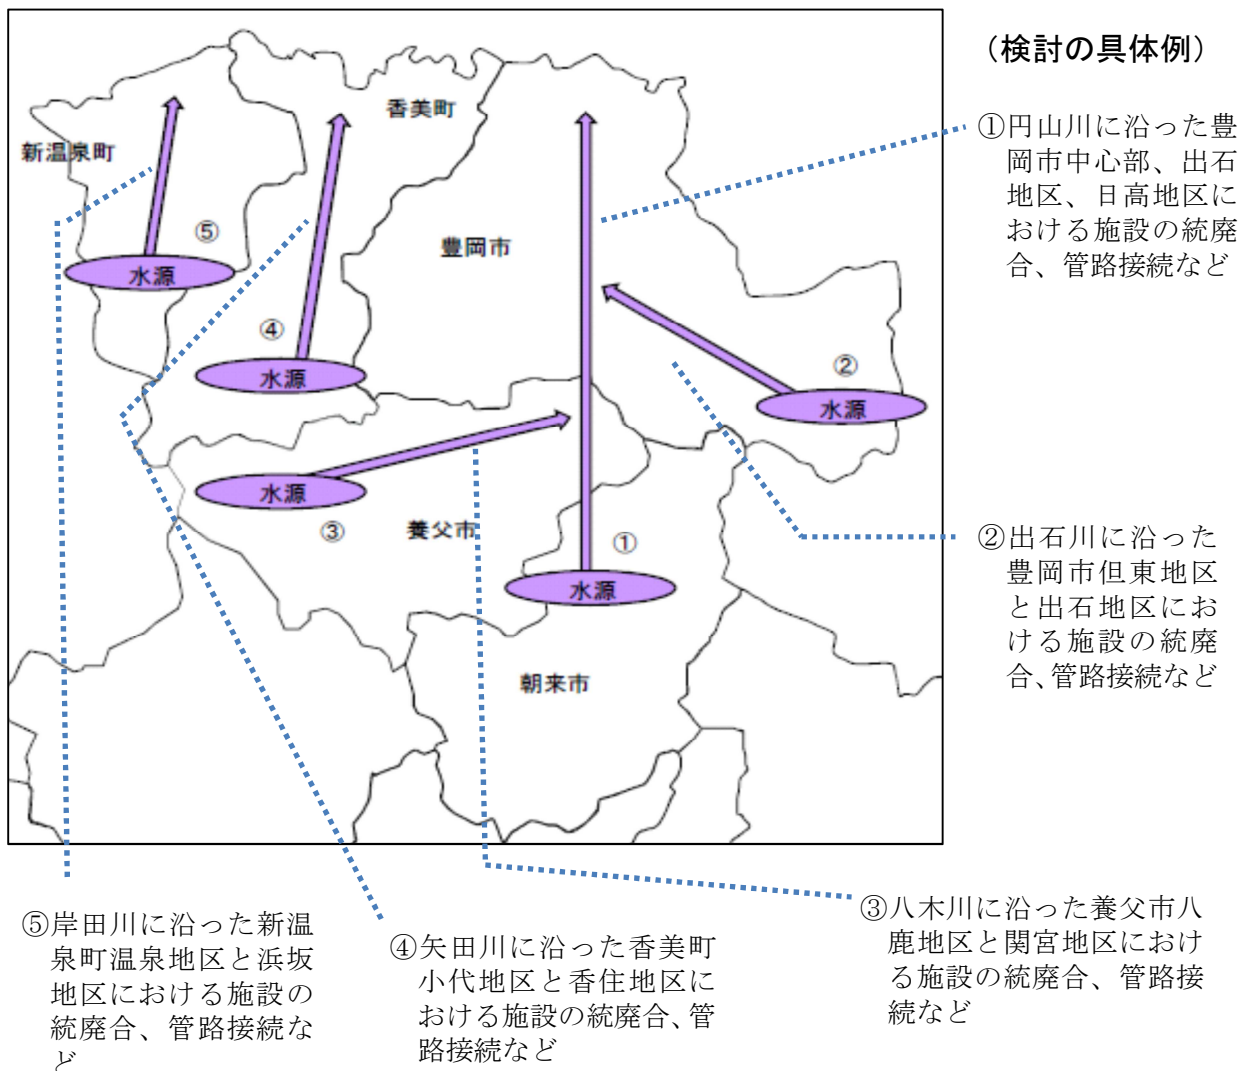 (検討の具体例)
香美町
新温泉町
豊岡市
⑤
水源
④
水源
②
水源
水源
③
養父市
①
水源
朝来市
①円山川に沿った豊
岡市中心部、出石
地区、日高地区に
おける施設の統廃
合、管路接続など
②出石川に沿った
豊岡市但東地区
と出石地区にお
ける施設の統廃
合、管路接続など
③八木川に沿った養父市八
鹿地区と関宮地区におけ
る施設の統廃合、管路接
続など
④矢田川に沿った香美町
小代地区と香住地区に
おける施設の統廃合、管
路接続など
⑤岸田川に沿った新温
泉町温泉地区と浜坂
地区における施設の
統廃合、管路接続な
ど